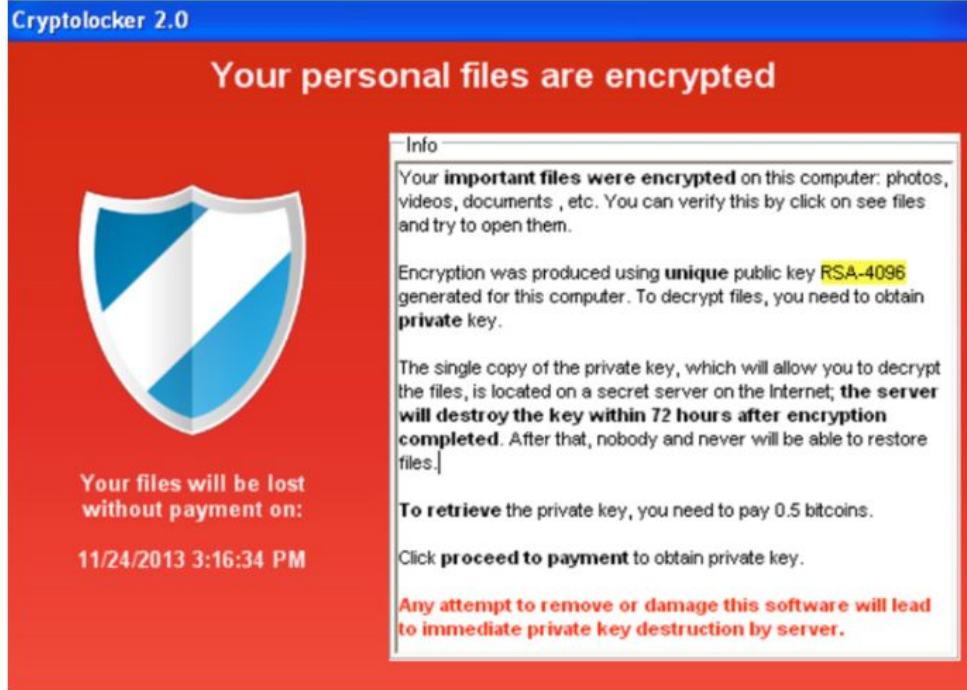 Cryptolocker 2.0
Your personal files are encrypted
Info
Your important files were encrypted on this computer: photos,
videos, documents , etc. You can verify this by click on see files
and try to open them.
Encryption was produced using unique public key RSA-4096
generated for this computer. To decrypt files, you need to obtain
private key.
The single copy of the private key, which will allow you to decrypt
the files, is located on a secret server on the Internet; the server
will destroy the key within 72 hours after encryption
completed. After that, nobody and never will be able to restore
files.
To retrieve the private key, you need to pay 0.5 bitcoins.
Click proceed to payment to obtain private key.
Any attempt to remove or damage this software will lead
to immediate private key destruction by server.
Your files will be lost
without payment on:
11/24/2013 3:16:34 PM